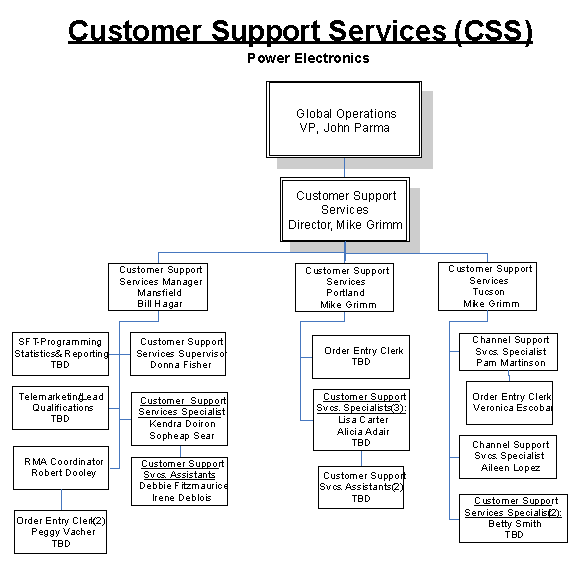 Customer Support Services (CSS)
Power Electronics
Global Operations
VP, John Parma
Customer Support
Services
Director, Mike Grimm
Customer Support
Services Manager
Mansfield
Bill Hagar
Customer Support
Services
Portland
Mike Grimm
Customer Support
Services
Tucson
Mike Grimm
SFT-Programming
Statistics& Reporting
TBD
Customer Support
Services Supervisor
Donna Fisher
Telemarketing/Lead
Qualifications
TBD
Customer Support
Services Specialist
Kendra Doiron
Sopheap Sear
RMA Coordinator
Robert Dooley
Customer Support
Svcs. Assistants
Debbie Fitzmaurice
Irene Deblois
Order Entry Clerk(2)
Peggy Vacher
TBD
Order Entry Clerk
TBD
Customer Support
Svcs. Specialists(3):
Lisa Carter
Alicia Adair
TBD
Customer Support
Svcs. Assistants(2)
TBD
Channel Support
Svcs. Specialist
Pam Martinson
Order Entry Clerk
Veronica Escobar
Channel Support
Svcs. Specialist
Aileen Lopez
Customer Support
Services Specialist(2):
Betty Smith
TBD